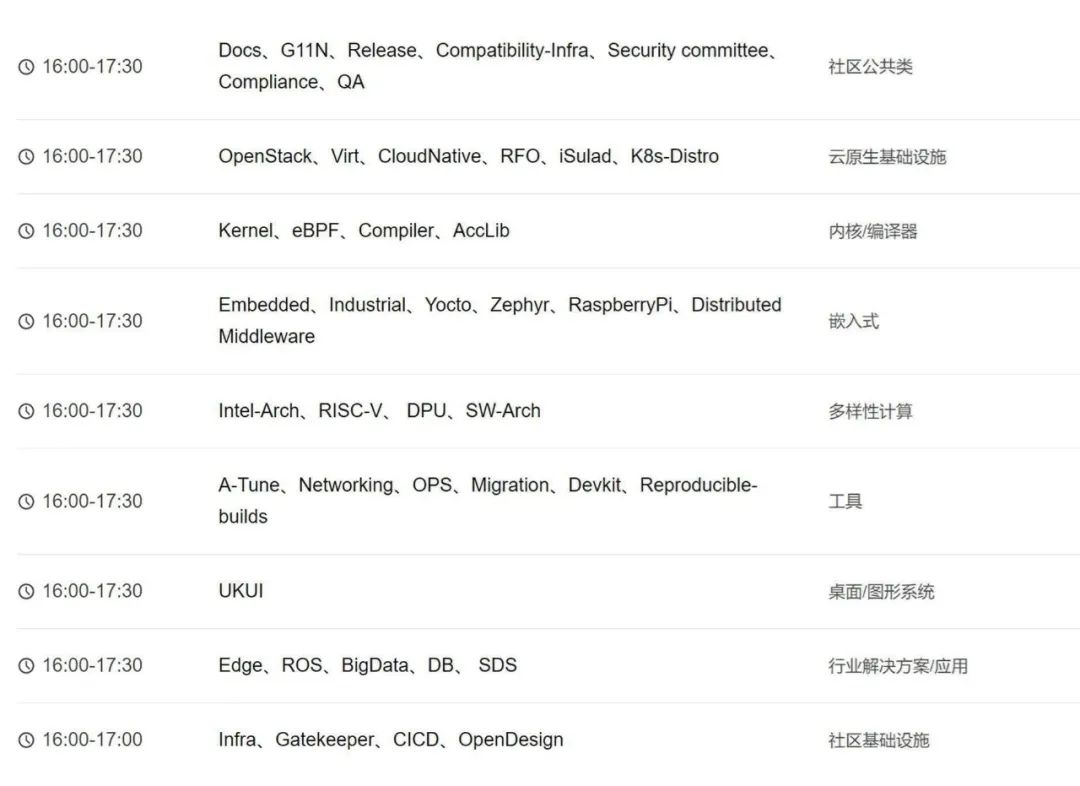 Docs、G11N、Release、Compatibility-Infra、Security committee、
16:00-17:30
社区公共类
Compliance、QA
16:00-17:30
OpenStack、Virt、CloudNative、RFO、iSulad、K8s-Distro
云原生基础设施
16:00-17:30
Kernel、eBPF、Compiler、AccLib
内核/编译器
Embedded、Industrial、Yocto、Zephyr、RaspberryPi、Distributed
16:00-17:30
嵌入式
Middleware
16:00-17:30
Intel-Arch、RISC-V、 DPU、SW-Arch
多样性计算
A-Tune、Networking、OPS、Migration、Devkit、Reproducible-
16:00-17:30
工具
builds
16:00-17:30
UKUI
桌面/图形系统
16:00-17:30
Edge、ROS、BigData、DB、 SDS
行业解决方案/应用
16:00-17:00
Infra、Gatekeeper、CICD、OpenDesign
社区基础设施